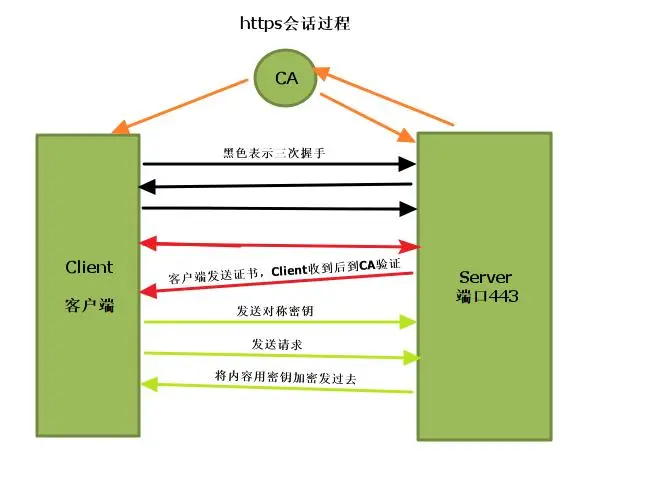 https会话过程
CA
黑色表示三次握手
客户端发送证书，Client收到后到CA验证
Client
客户端
Server
端口443
发送对称密钥
发送请求
将内容用密钥加密发过去